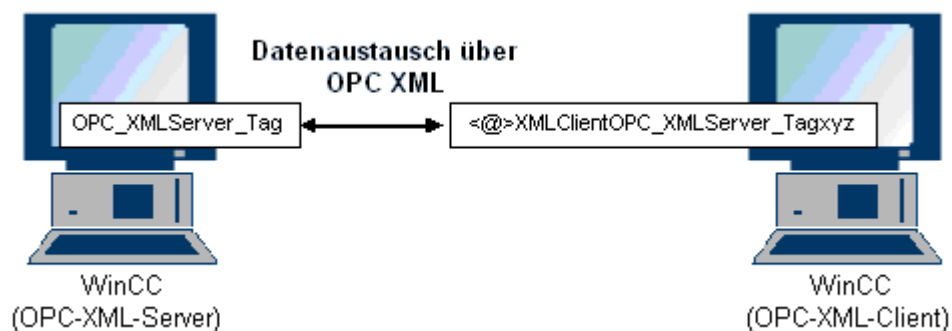 Datenaustausch über
OPC XML
OPC_XMLServer_Tag
<@>XMLClientOPC_XMLServer_Tagxyz
WinCC
(OPC-XML-Server)
WinCC
(OPC-XML-Client)